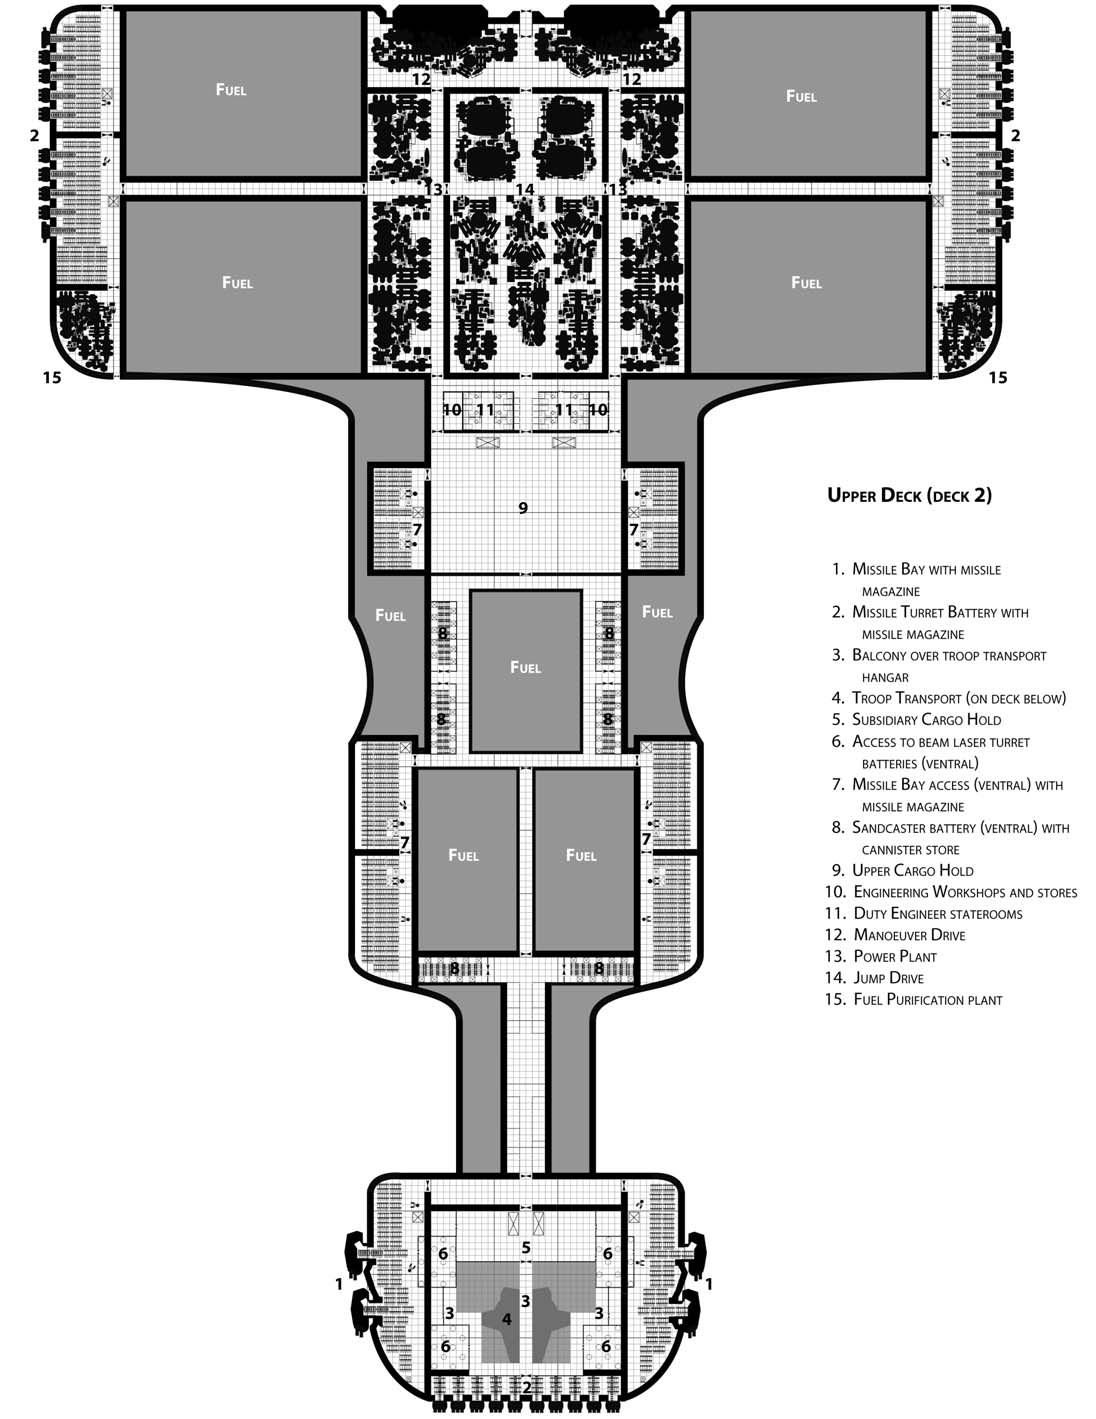 12 12
Fuel Fuel
2 2
13 14 13
Fuel Fuel
15 15
10 11 11 10
Upper Deck (deck 2)
9
7 7
1. Missile Bay with missile
magazine
2. Missile Turret Battery with
missile magazine
3. Balcony over troop transport
hangar
4. Troop Transport (on deck below)
5. Subsidiary Cargo Hold
6. Access to beam laser turret
batteries (ventral)
7. Missile Bay access (ventral) with
missile magazine
8. Sandcaster battery (ventral) with
cannister store
9. Upper Cargo Hold
10. Engineering Workshops and stores
11. Duty Engineer staterooms
12. Manoeuver Drive
13. Power Plant
14. Jump Drive
15. Fuel Purification plant
Fuel Fuel
8 8
Fuel
8 8
7 7
Fuel Fuel
8 8
5
6 6
1 1
3 3 3
4
6 6
2